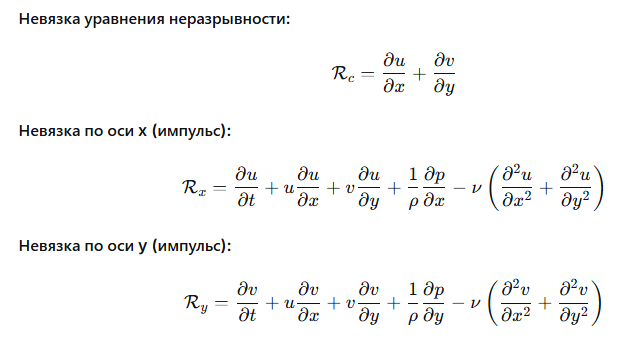 Невязка уравнения неразрывности:
ℛ_c = ∂u/∂x + ∂v/∂y
Невязка по оси x (импульс):
ℛ_x = ∂u/∂t + u ∂u/∂x + v ∂u/∂y + 1/ρ ∂p/∂x − ν (∂²u/∂x² + ∂²u/∂y²)
Невязка по оси y (импульс):
ℛ_y = ∂v/∂t + u ∂v/∂x + v ∂v/∂y + 1/ρ ∂p/∂y − ν (∂²v/∂x² + ∂²v/∂y²)